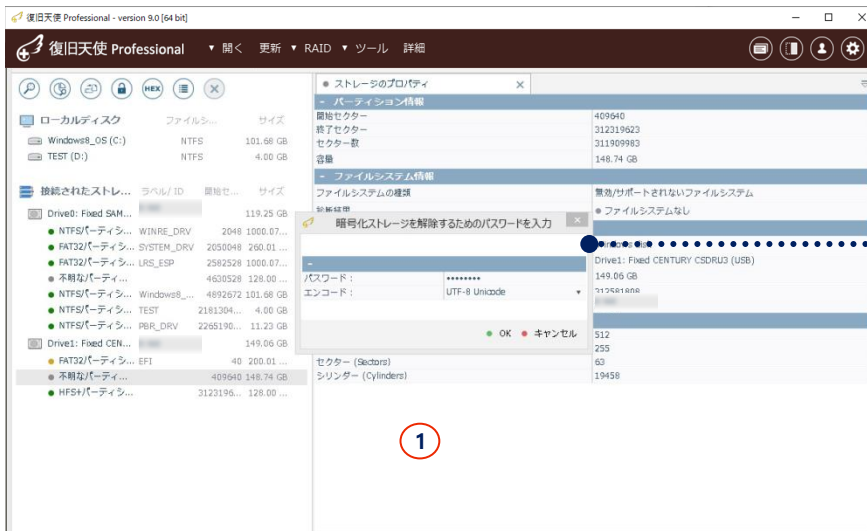 復旧天使 Professional - version 9.0 [64 bit]
復旧天使 Professional ▼ 開く 更新 ▼ RAID ▼ ツール 詳細
HEX
ストレージのプロパティ
パーティション情報
ローカルディスク ファイルシ... サイズ
開始セクター 409640
終了セクター 312319623
Windows8_OS (C:) NTFS 101.68 GB
セクター数 311909983
TEST (D:) NTFS 4.00 GB
容量 148.74 GB
ファイルシステム情報
接続されたストレ... ラベル/ ID 開始セ... サイズ
ファイルシステムの種類 無効/サポートされないファイルシステム
ファイルシステムなし
Drive0: Fixed SAM... 119.25 GB
暗号化ストレージを解除するためのパスワードを入力
NTFSパーティシ... WINRE_DRV 2048 1000.07...
FAT32パーティシ... SYSTEM_DRV 2050048 260.01 ...
FAT32パーティシ... LRS_ESP 2582528 1000.07...
Drive1: Fixed CENTURY CSDRU3 (USB)
不明なパーティ... 4630528 128.00 ...
パスワード : ••••••••
149.06 GB
NTFSパーティシ... Windows8_... 4892672 101.68 GB
エンコード : UTF-8 Unicode
312581808
NTFSパーティシ... TEST 2181304... 4.00 GB
NTFSパーティシ... PBR_DRV 2265190... 11.23 GB
OK キャンセル
Drive1: Fixed CEN... 149.06 GB
512
255
FAT32パーティシ... EFI 40 200.01 ...
セクター (Sectors) 63
不明なパーティ... 409640 148.74 GB
シリンダー (Cylinders) 19458
HFS+パーティシ... 3123196... 128.00 ...
1